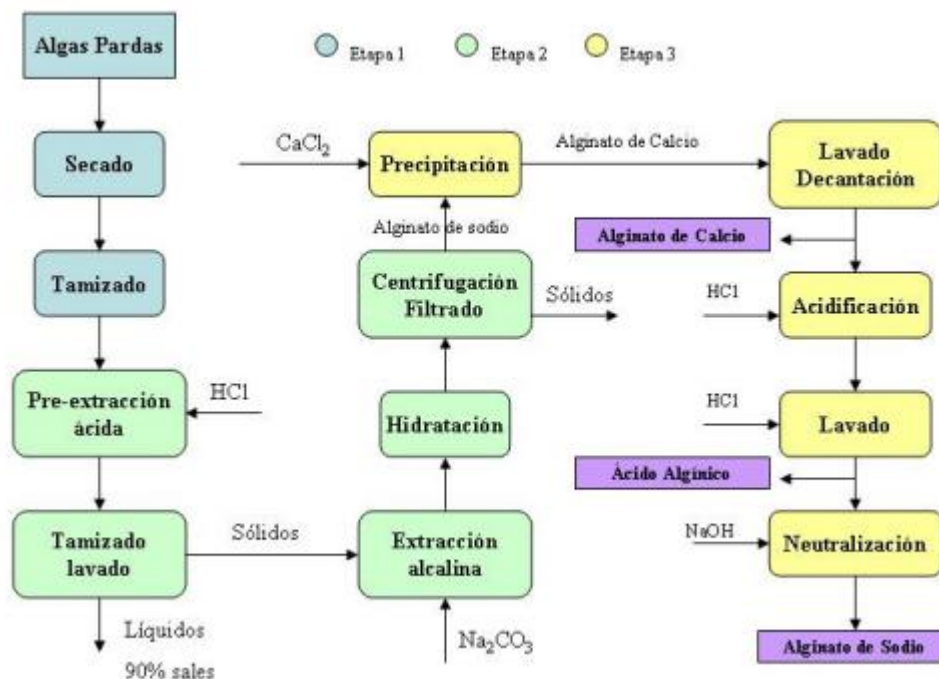 Algas Pardas
Etapa 1
Etapa 2
Etapa 3
Secado
CaCl2
Precipitación
Alginato de Calcio
Lavado
Decantación
Alginato de sodio
Alginato de Calcio
Tamizado
Centrifugación
Filtrado
Sólidos
HCl
Acidificación
Pre-extracción
ácida
HCl
Hidratación
HCl
Lavado
Ácido Algínico
Tamizado
lavado
Sólidos
Extracción
alcalina
NaOH
Neutralización
Líquidos
90% sales
Na2CO3
Alginato de Sodio